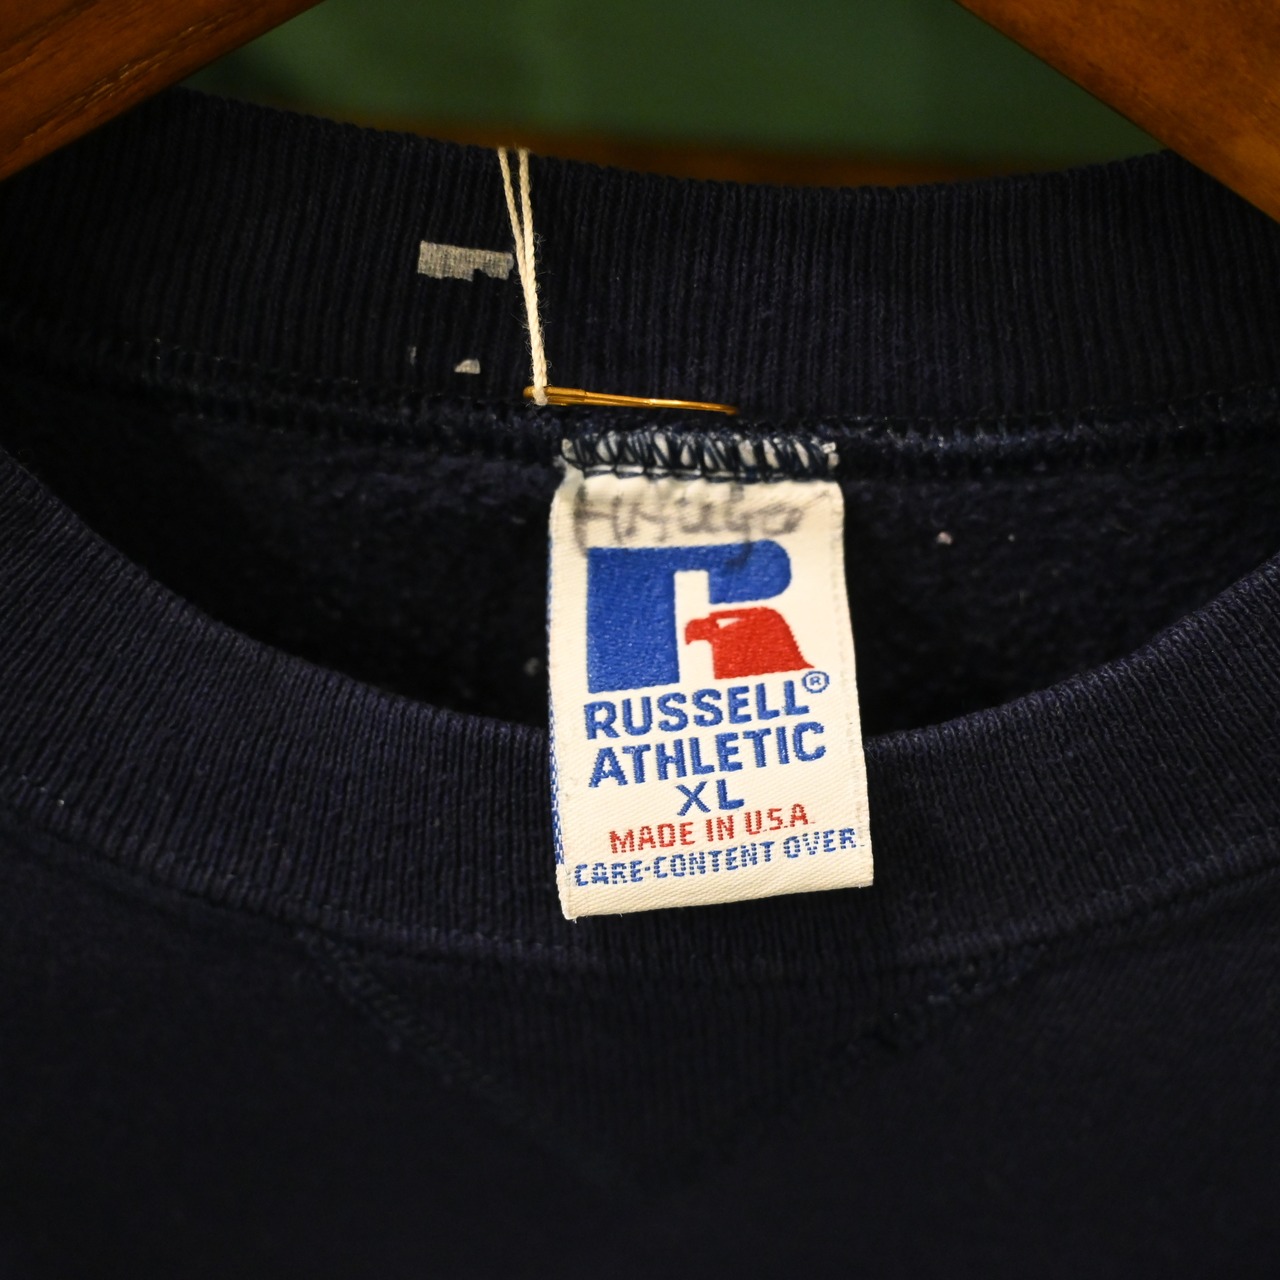 RUSSELL®
ATHLETIC
XL
MADE IN U.S.A.
CARE·CONTENT OVER